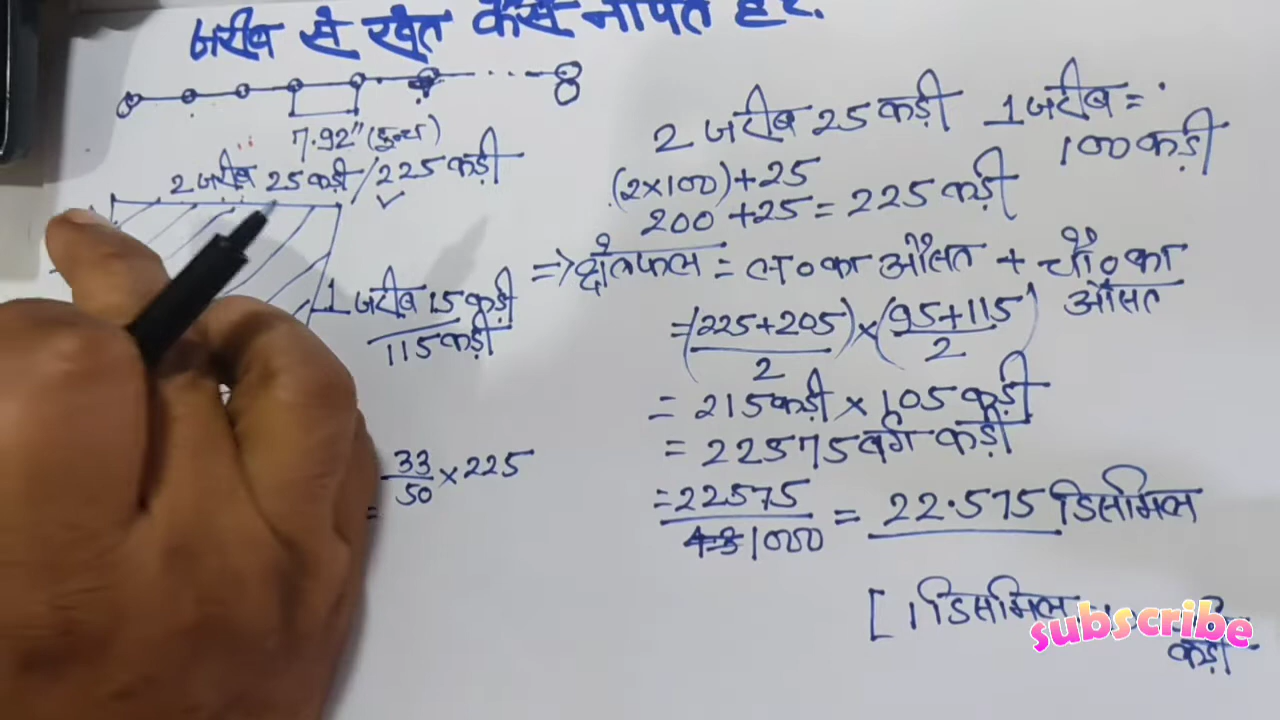 जरीब से खेत कैसे नापते हैं?
7.92" (इन्च)
2 जरीब 25 कड़ी / 225 कड़ी
1 जरीब 15 कड़ी
115 कड़ी
= 33/50 × 225
2 जरीब 25 कड़ी
1 जरीब =
100 कड़ी
(2×100)+25
200 +25 = 225 कड़ी
=> क्षेत्रफल = ल० का औसत + चौ० का
औसत
=(225+205)/2 × (95+115)/2
= 215 कड़ी × 105 कड़ी
= 22575 वर्ग कड़ी
= 22575/1000 = 22.575 डिसमिल
[ 1 डिसमिल
कड़ी
subscribe